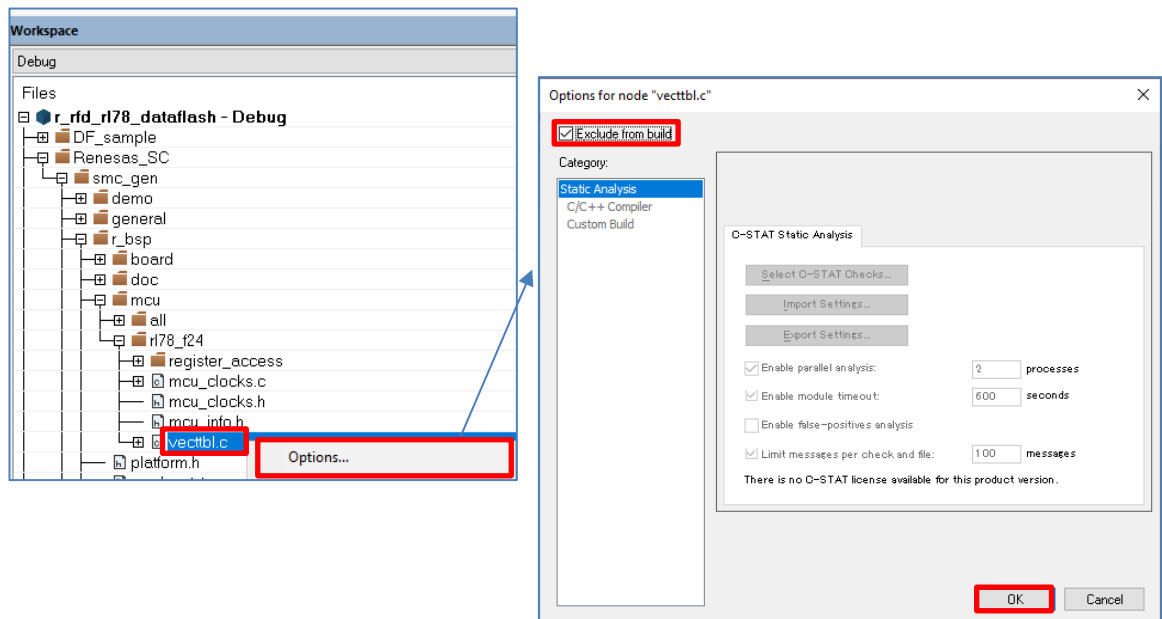 Workspace
Debug
Files
r_rfd_rl78_dataflash - Debug
DF_sample
Renesas_SC
smc_gen
demo
general
r_bsp
board
doc
mcu
all
rl78_f24
register_access
mcu_clocks.c
mcu_clocks.h
mcu_info.h
vecttbl.c
platform.h
Options...
Options for node "vecttbl.c"
Exclude from build
Category:
Static Analysis
C/C++ Compiler
Custom Build
C-STAT Static Analysis
Select C-STAT Checks...
Import Settings...
Export Settings...
Enable parallel analysis: 2 processes
Enable module timeout: 600 seconds
Enable false-positives analysis
Limit messages per check and file: 100 messages
There is no C-STAT license available for this product version.
OK Cancel